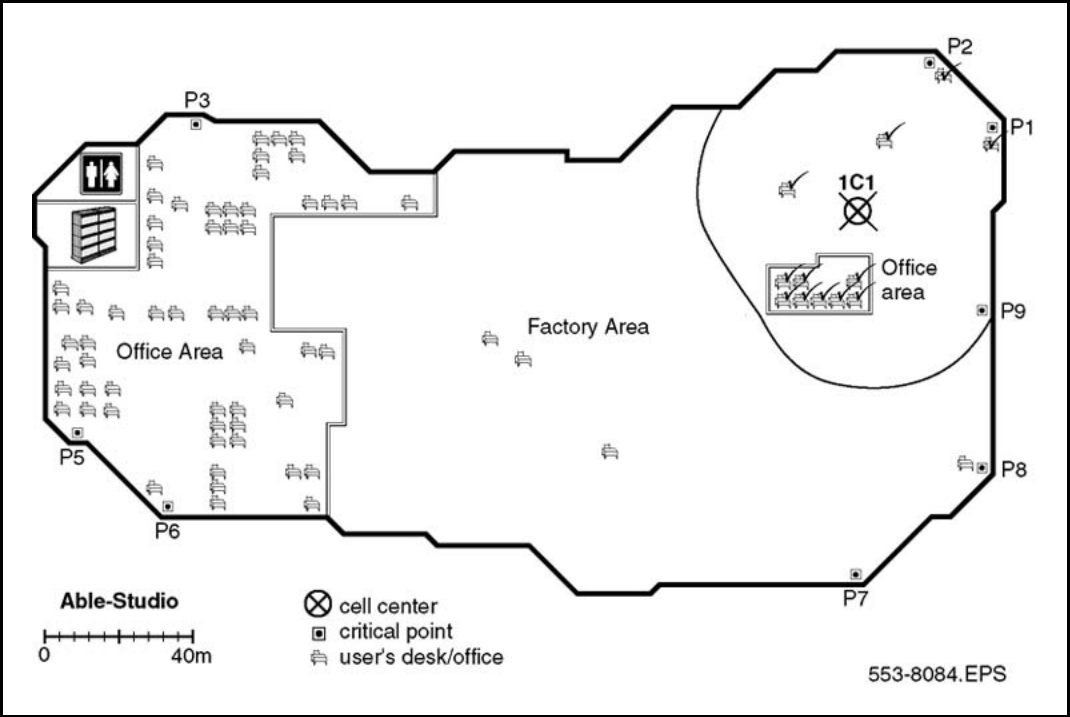 P2
P3
P1
1C1
Office
area
P9
Factory Area
Office Area
P5
P8
P6
P7
Able-Studio
0 40m
cell center
critical point
user's desk/office
553-8084.EPS